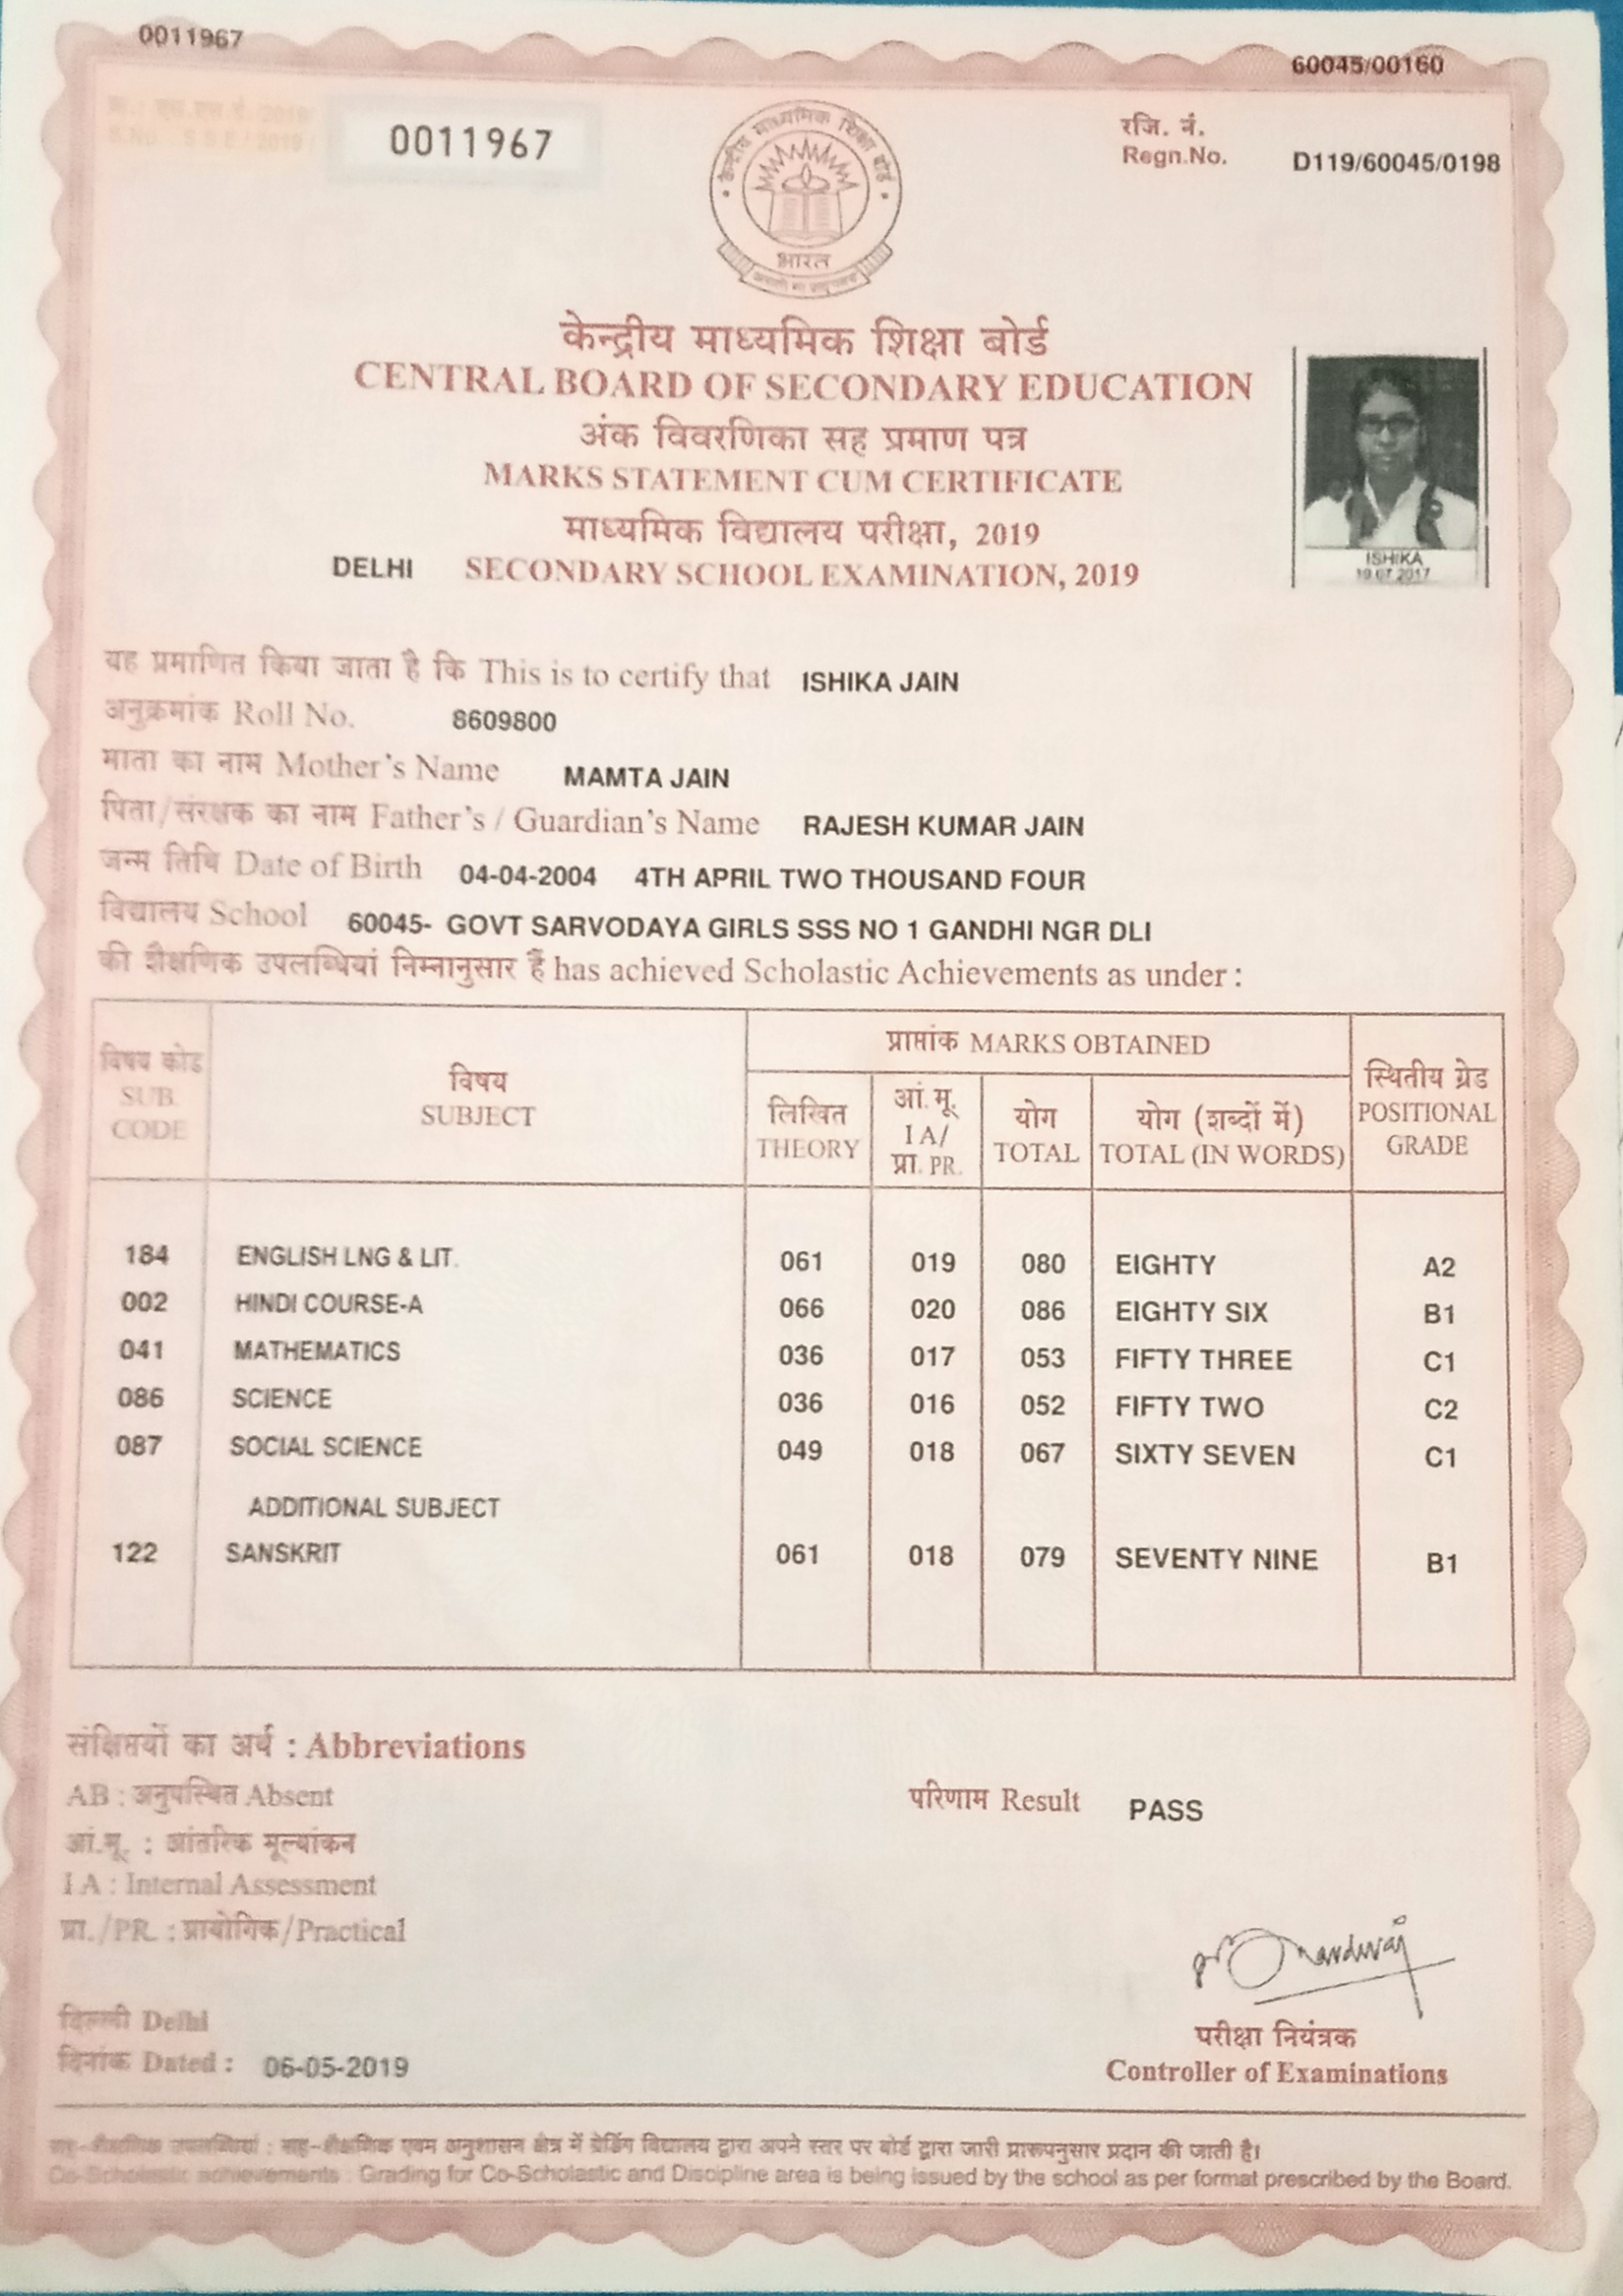 0011967
60045/00160
0011967
रजि. नं.
Regn.No. D119/60045/0198
भारत
केन्द्रीय माध्यमिक शिक्षा बोर्ड
CENTRAL BOARD OF SECONDARY EDUCATION
अंक विवरणिका सह प्रमाण पत्र
MARKS STATEMENT CUM CERTIFICATE
माध्यमिक विद्यालय परीक्षा, 2019
DELHI SECONDARY SCHOOL EXAMINATION, 2019
ISHIKA
19.07.2017
यह प्रमाणित किया जाता है कि This is to certify that ISHIKA JAIN
अनुक्रमांक Roll No. 8609800
माता का नाम Mother's Name MAMTA JAIN
पिता/संरक्षक का नाम Father's / Guardian's Name RAJESH KUMAR JAIN
जन्म तिथि Date of Birth 04-04-2004 4TH APRIL TWO THOUSAND FOUR
विद्यालय School 60045- GOVT SARVODAYA GIRLS SSS NO 1 GANDHI NGR DLI
की शैक्षणिक उपलब्धियां निम्नानुसार हैं has achieved Scholastic Achievements as under :
विषय कोड SUB. CODE
विषय SUBJECT
प्राप्तांक MARKS OBTAINED
लिखित THEORY
आं.मू. I A/ प्रा. PR.
योग TOTAL
योग (शब्दों में) TOTAL (IN WORDS)
स्थितीय ग्रेड POSITIONAL GRADE
184 ENGLISH LNG & LIT. 061 019 080 EIGHTY A2
002 HINDI COURSE-A 066 020 086 EIGHTY SIX B1
041 MATHEMATICS 036 017 053 FIFTY THREE C1
086 SCIENCE 036 016 052 FIFTY TWO C2
087 SOCIAL SCIENCE 049 018 067 SIXTY SEVEN C1
ADDITIONAL SUBJECT
122 SANSKRIT 061 018 079 SEVENTY NINE B1
संक्षिप्तयों का अर्थ : Abbreviations
AB : अनुपस्थित Absent
परिणाम Result PASS
आं.मू. : आंतरिक मूल्यांकन
I A : Internal Assessment
प्रा./PR. : प्रायोगिक/Practical
दिल्ली Delhi
दिनांक Dated : 06-05-2019
परीक्षा नियंत्रक
Controller of Examinations
सह-शैक्षणिक उपलब्धियां : सह-शैक्षणिक एवम अनुशासन क्षेत्र में ग्रेडिंग विद्यालय द्वारा अपने स्तर पर बोर्ड द्वारा जारी प्रारूपनुसार प्रदान की जाती है।
Co-Scholastic achievements : Grading for Co-Scholastic and Discipline area is being issued by the school as per format prescribed by the Board.